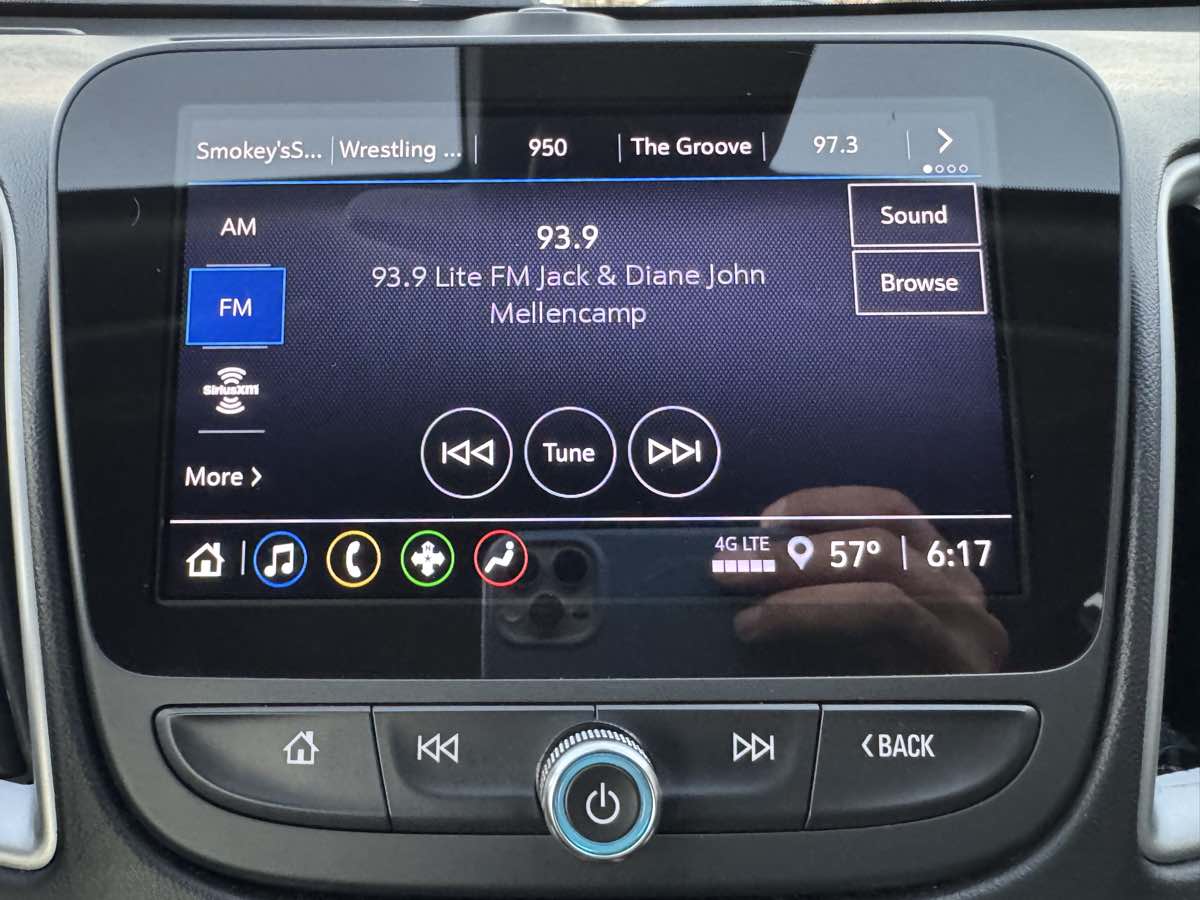 Smokey'sS... Wrestling ... 950 The Groove 97.3
AM
93.9
Sound
93.9 Lite FM Jack & Diane John
Mellencamp
Browse
FM
SiriusXM
More
Tune
4G LTE
57° 6:17
BACK